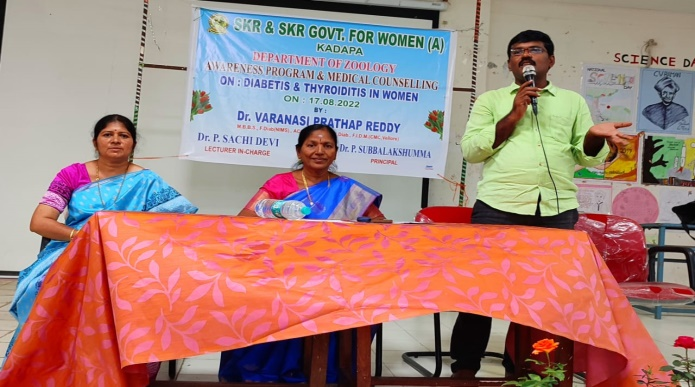 SKR & SKR GOVT. FOR WOMEN (A)
KADAPA
DEPARTMENT OF ZOOLOGY
AWARENESS PROGRAM & MEDICAL COUNSELLING
ON : DIABETIS & THYROIDITIS IN WOMEN
ON : 17.08.2022
BY :
Dr. VARANASI PRATHAP REDDY
M.B.B.S., F.Diab(NIMS),
Dr. P. SACHI DEVI
LECTURER IN-CHARGE
Dr. P. SUBBALAKSHUMMA
PRINCIPAL
SCIENCE DA